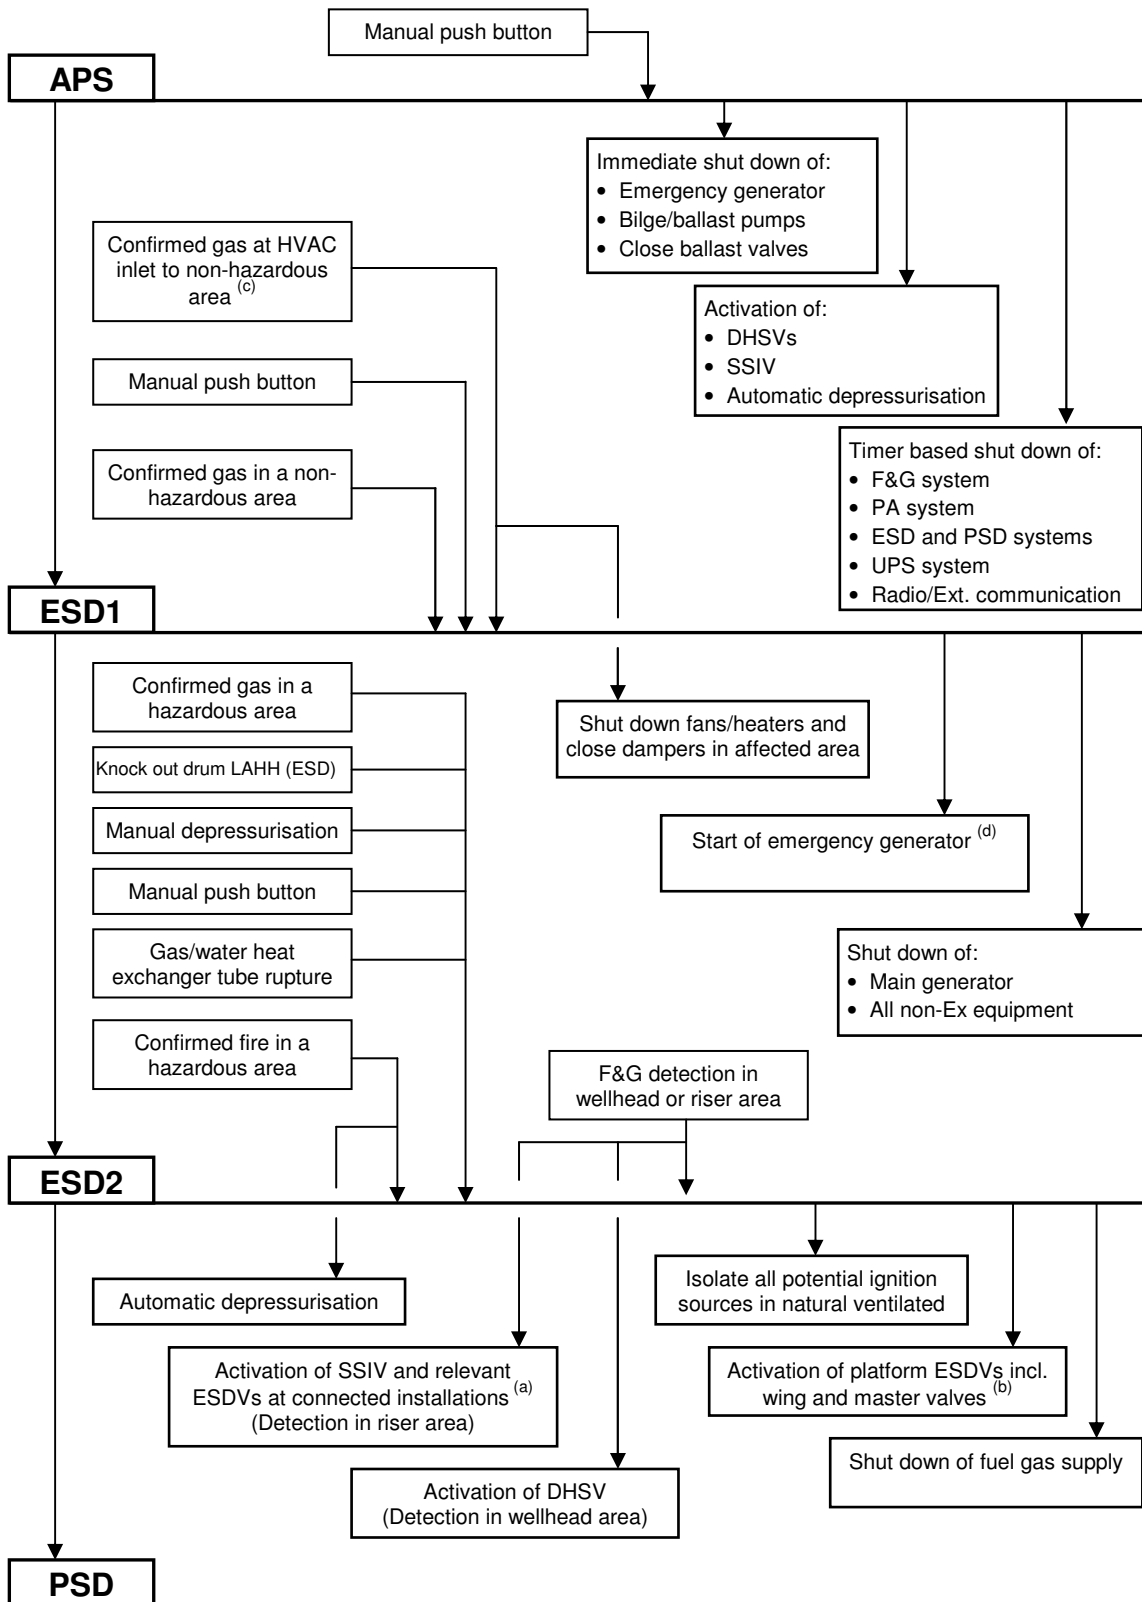 Manual push button
APS
Immediate shut down of:
• Emergency generator
• Bilge/ballast pumps
• Close ballast valves
Confirmed gas at HVAC
inlet to non-hazardous
area (c)
Activation of:
• DHSVs
• SSIV
• Automatic depressurisation
Manual push button
Confirmed gas in a non-
hazardous area
Timer based shut down of:
• F&G system
• PA system
• ESD and PSD systems
• UPS system
• Radio/Ext. communication
ESD1
Confirmed gas in a
hazardous area
Shut down fans/heaters and
close dampers in affected area
Knock out drum LAHH (ESD)
Manual depressurisation
Start of emergency generator (d)
Manual push button
Gas/water heat
exchanger tube rupture
Shut down of:
• Main generator
• All non-Ex equipment
Confirmed fire in a
hazardous area
F&G detection in
wellhead or riser area
ESD2
Automatic depressurisation
Isolate all potential ignition
sources in natural ventilated
Activation of SSIV and relevant
ESDVs at connected installations (a)
(Detection in riser area)
Activation of platform ESDVs incl.
wing and master valves (b)
Shut down of fuel gas supply
Activation of DHSV
(Detection in wellhead area)
PSD